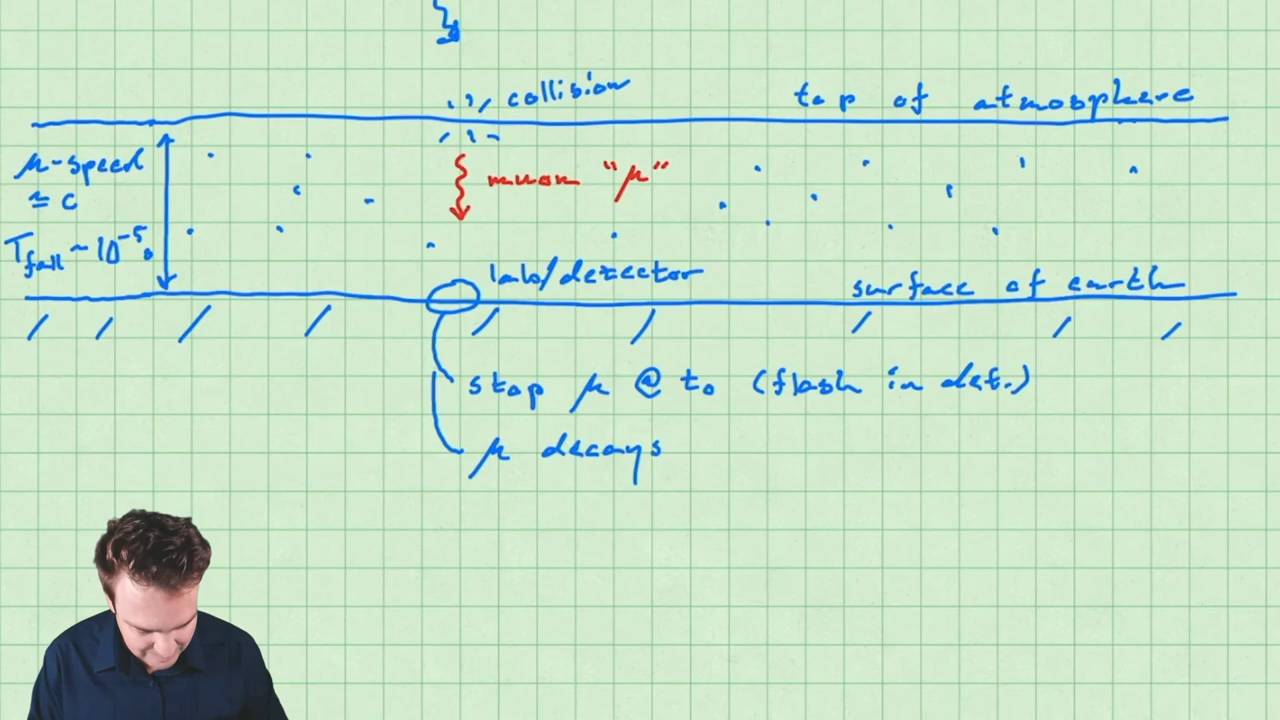 collision
top of atmosphere
μ-speed
≃ c
muon "μ"
T_fall ~ 10^-5 s
lab/detector
surface of earth
stop μ @ t₀ (flash in det.)
μ decays